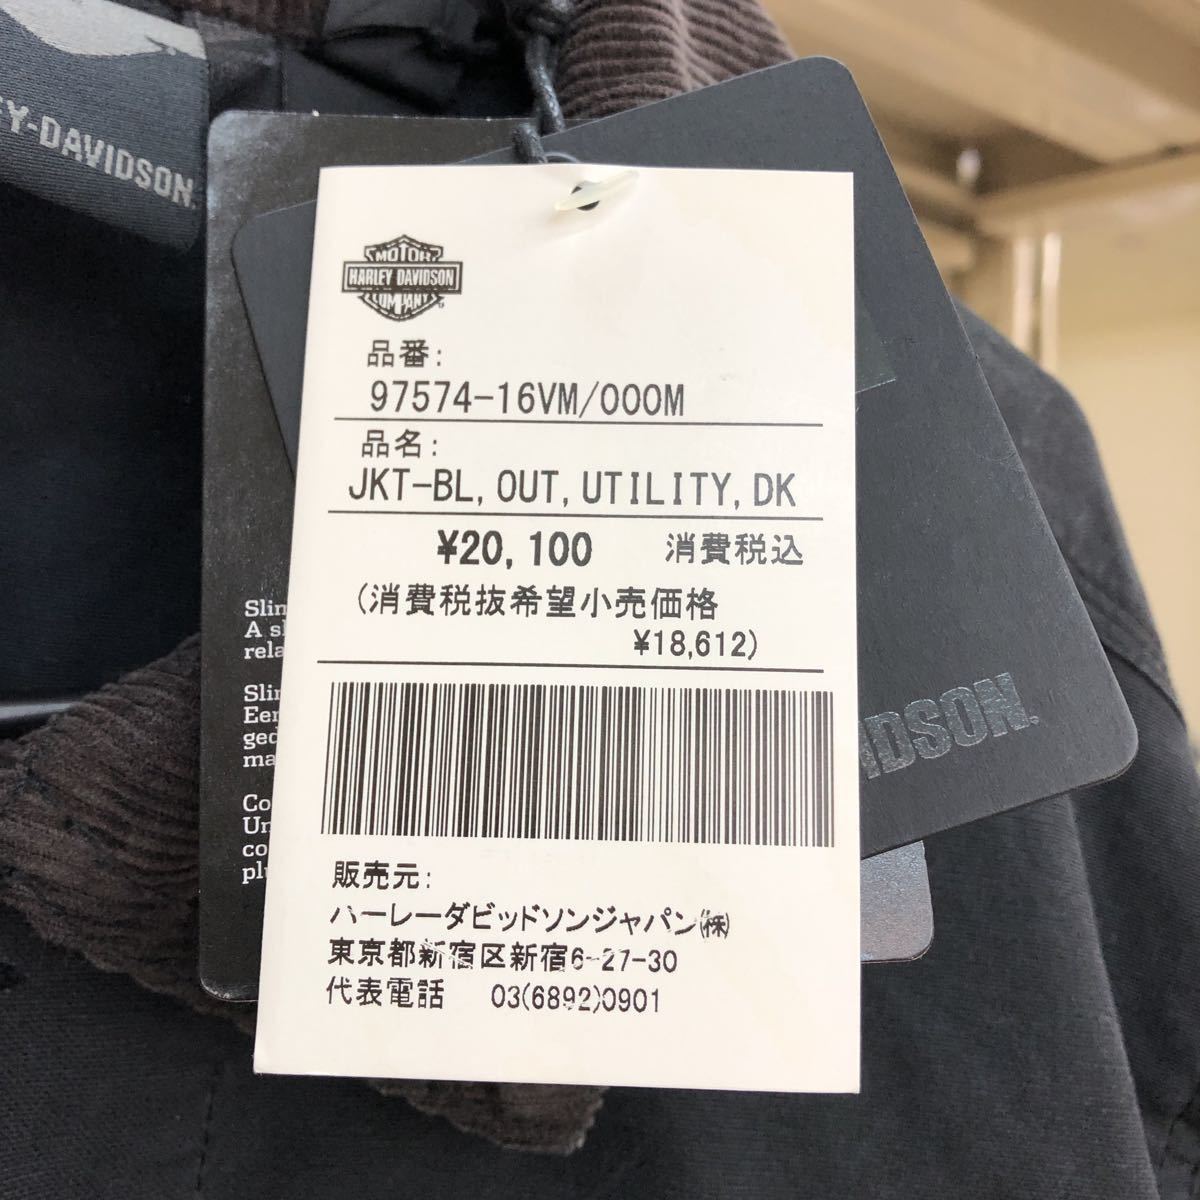 Y-DAVIDSON.
MOTOR
HARLEY-DAVIDSON
COMPANY
品番:
97574-16VM/000M
品名:
JKT-BL,OUT,UTILITY,DK
¥20,100 消費税込
(消費税抜希望小売価格
¥18,612)
販売元:
ハーレーダビッドソンジャパン㈱
東京都新宿区新宿6-27-30
代表電話 03(6892)0901
Slim
A sl
rela
Slim
Een
ged
ma
Co
Un
co
plu
IDSON.